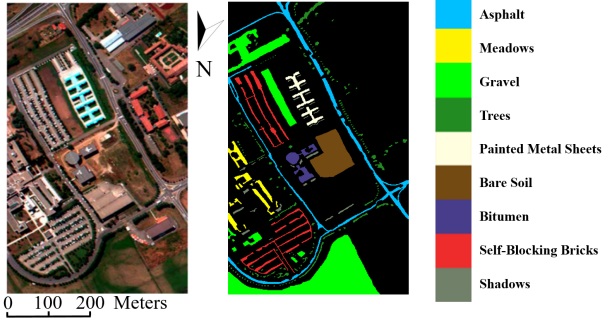 N
0 100 200 Meters
Asphalt
Meadows
Gravel
Trees
Painted Metal Sheets
Bare Soil
Bitumen
Self-Blocking Bricks
Shadows